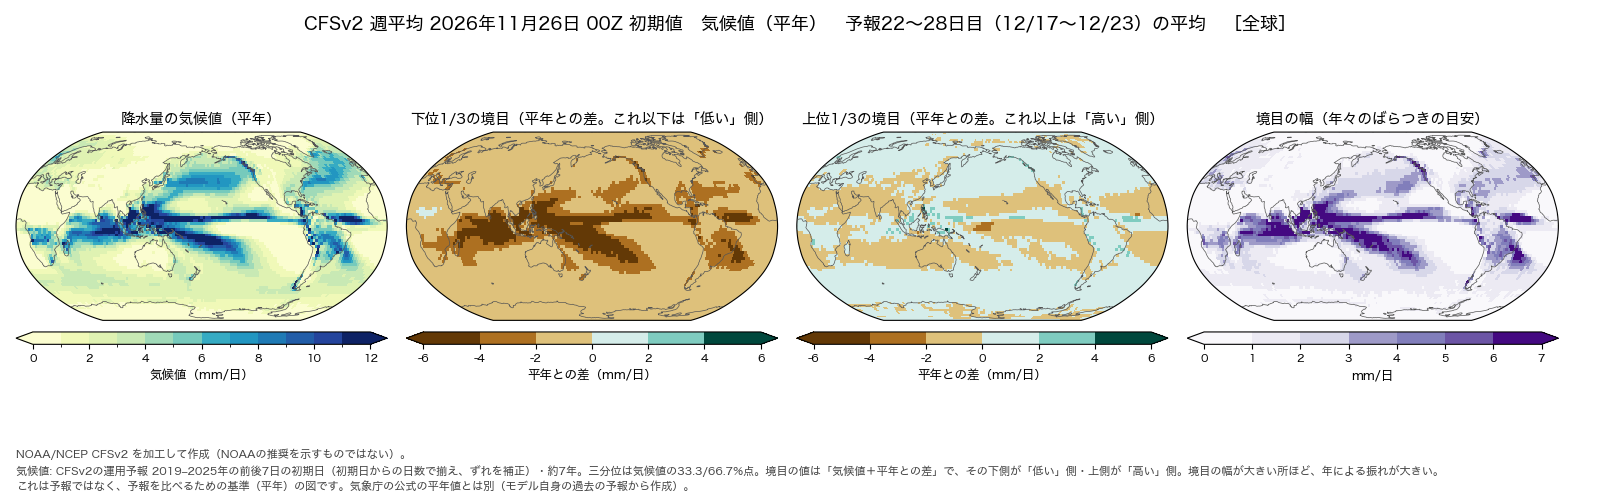 CFSv2 週平均 2026年11月26日 00Z 初期値　気候値（平年）　予報22〜28日目（12/17〜12/23）の平均　［全球］
降水量の気候値（平年）
下位1/3の境目（平年との差。これ以下は「低い」側）
上位1/3の境目（平年との差。これ以上は「高い」側）
境目の幅（年々のばらつきの目安）
0 2 4 6 8 10 12
-6 -4 -2 0 2 4 6
-6 -4 -2 0 2 4 6
0 1 2 3 4 5 6 7
気候値（mm/日）
平年との差（mm/日）
平年との差（mm/日）
mm/日
NOAA/NCEP CFSv2 を加工して作成（NOAAの推奨を示すものではない）。
気候値: CFSv2の運用予報 2019–2025年の前後7日の初期日（初期日からの日数で揃え、ずれを補正）・約7年。三分位は気候値の33.3/66.7%点。境目の値は「気候値＋平年との差」で、その下側が「低い」側・上側が「高い」側。境目の幅が大きい所ほど、年による振れが大きい。
これは予報ではなく、予報を比べるための基準（平年）の図です。気象庁の公式の平年値とは別（モデル自身の過去の予報から作成）。